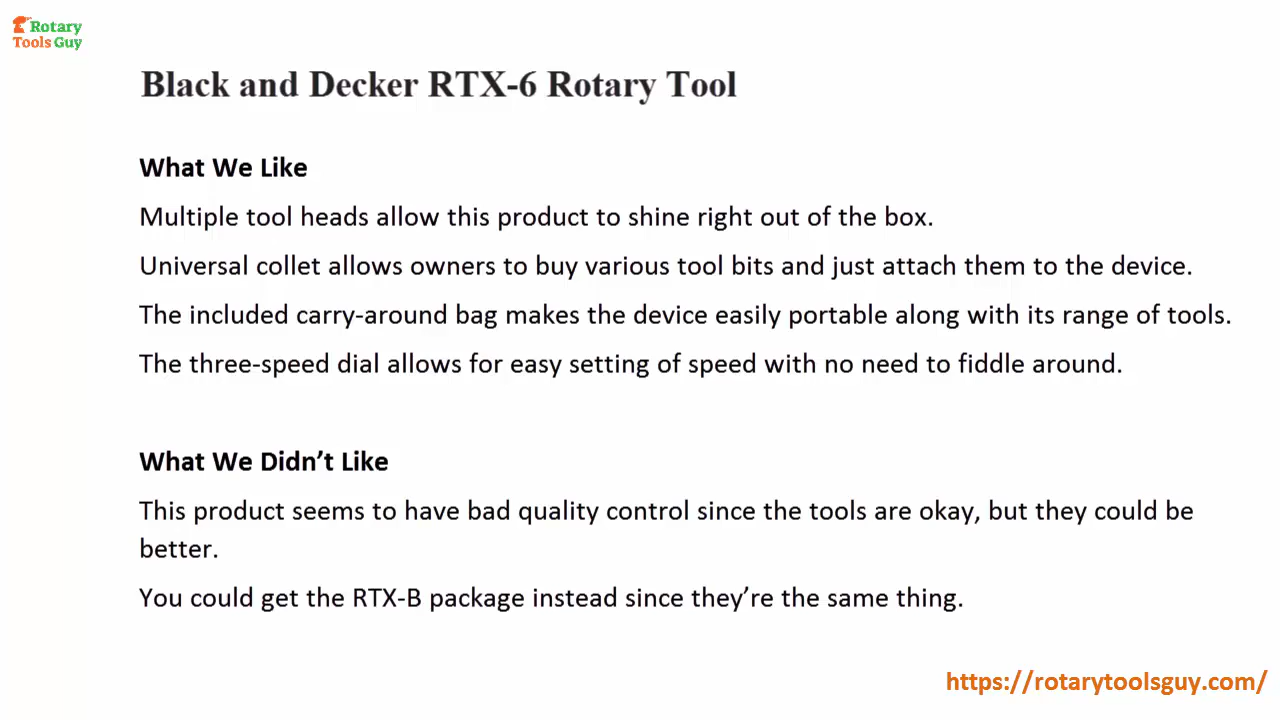 Rotary
Tools Guy
Black and Decker RTX-6 Rotary Tool
What We Like
Multiple tool heads allow this product to shine right out of the box.
Universal collet allows owners to buy various tool bits and just attach them to the device.
The included carry-around bag makes the device easily portable along with its range of tools.
The three-speed dial allows for easy setting of speed with no need to fiddle around.
What We Didn’t Like
This product seems to have bad quality control since the tools are okay, but they could be
better.
You could get the RTX-B package instead since they’re the same thing.
https://rotarytoolsguy.com/